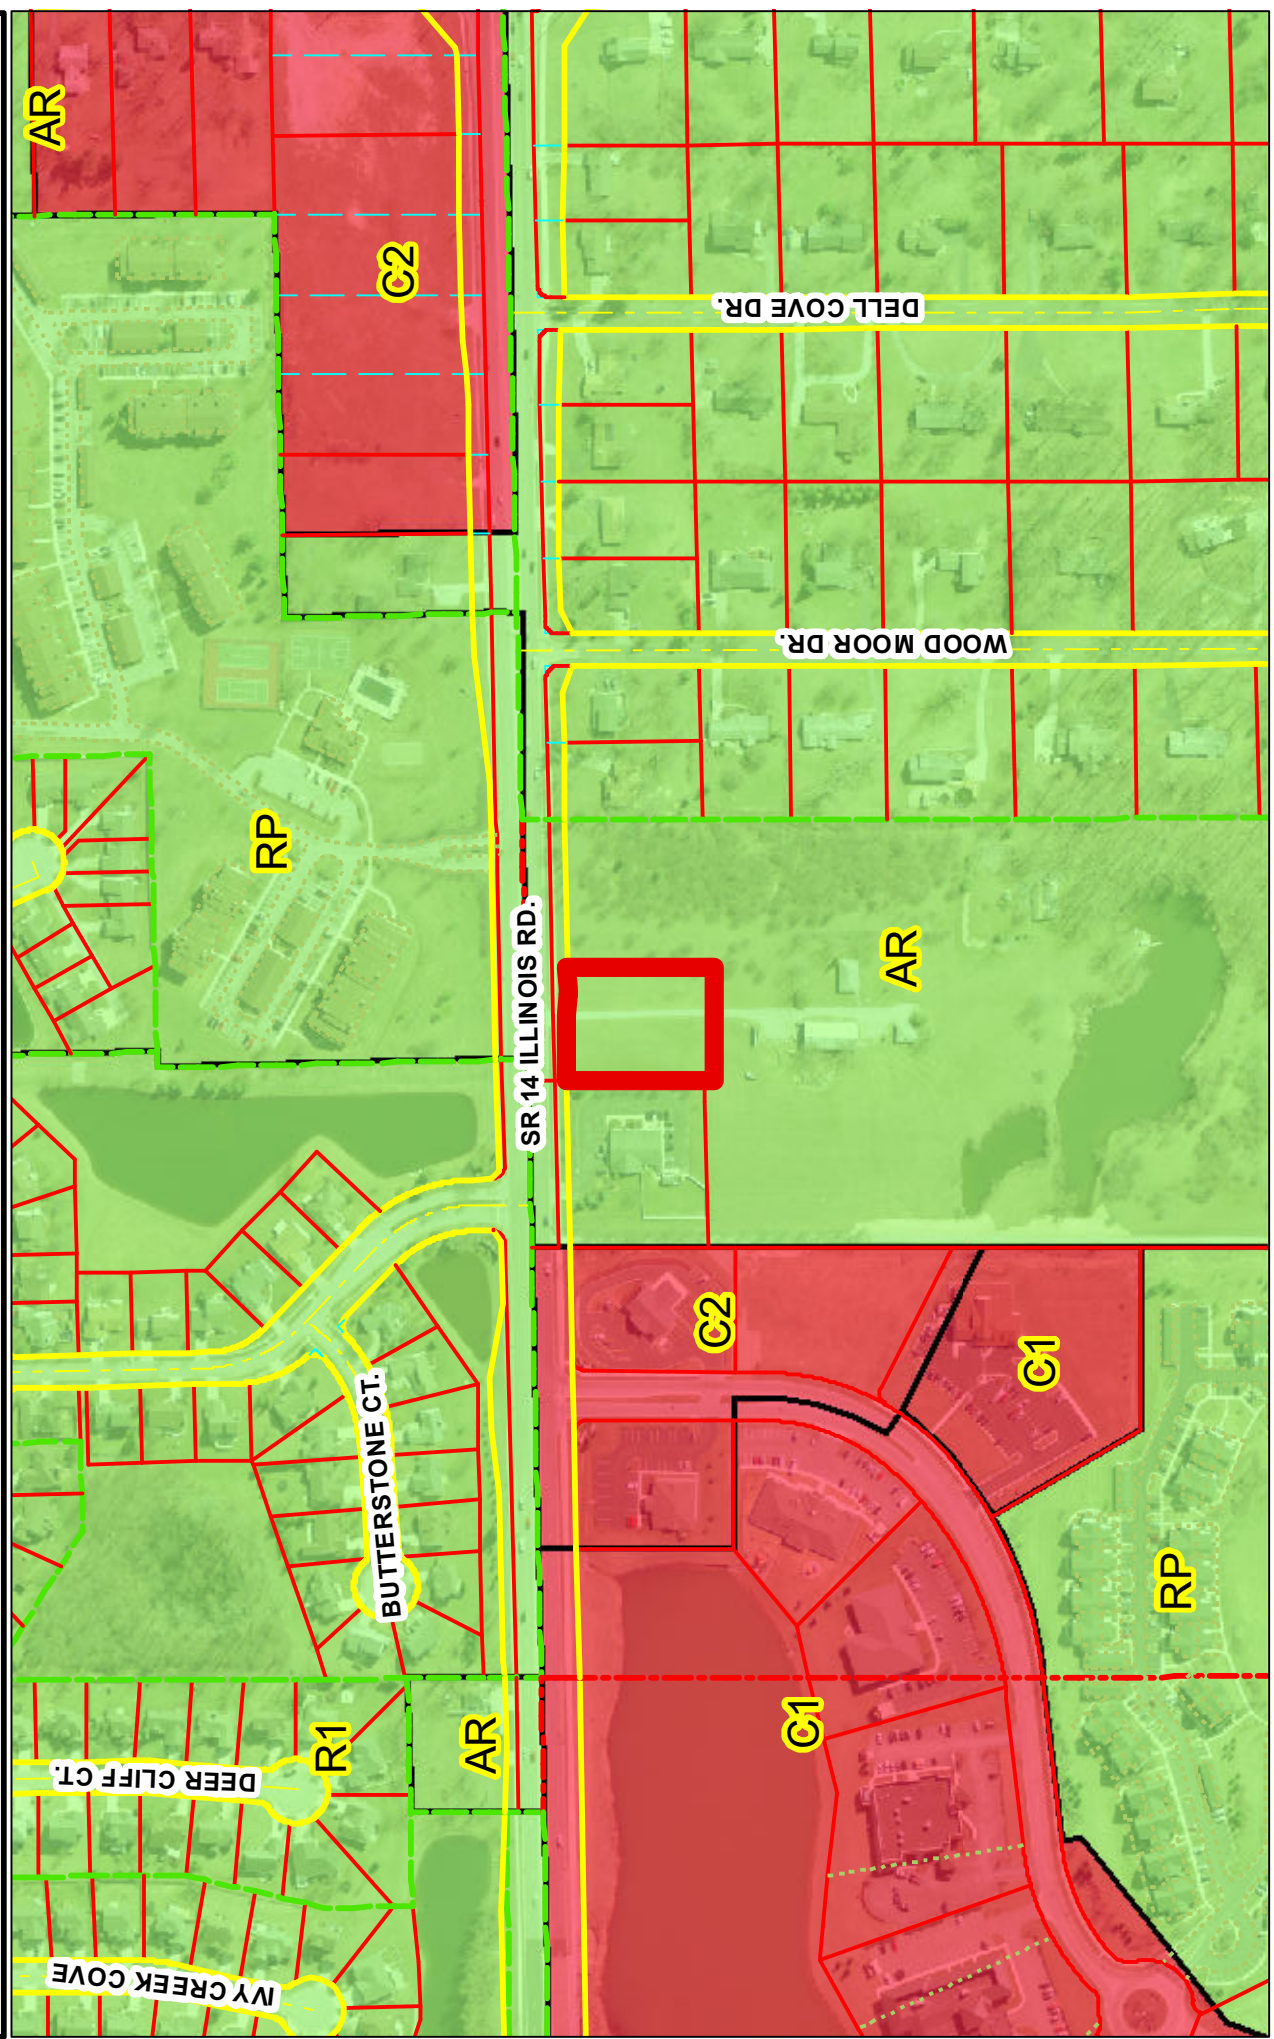 AR
C2
DELL COVE DR.
WOOD MOOR DR.
RP
SR 14 ILLINOIS RD.
AR
C2
C1
BUTTERSTONE CT.
RP
C1
R1
AR
DEER CLIFF CT.
IVY CREEK COVE